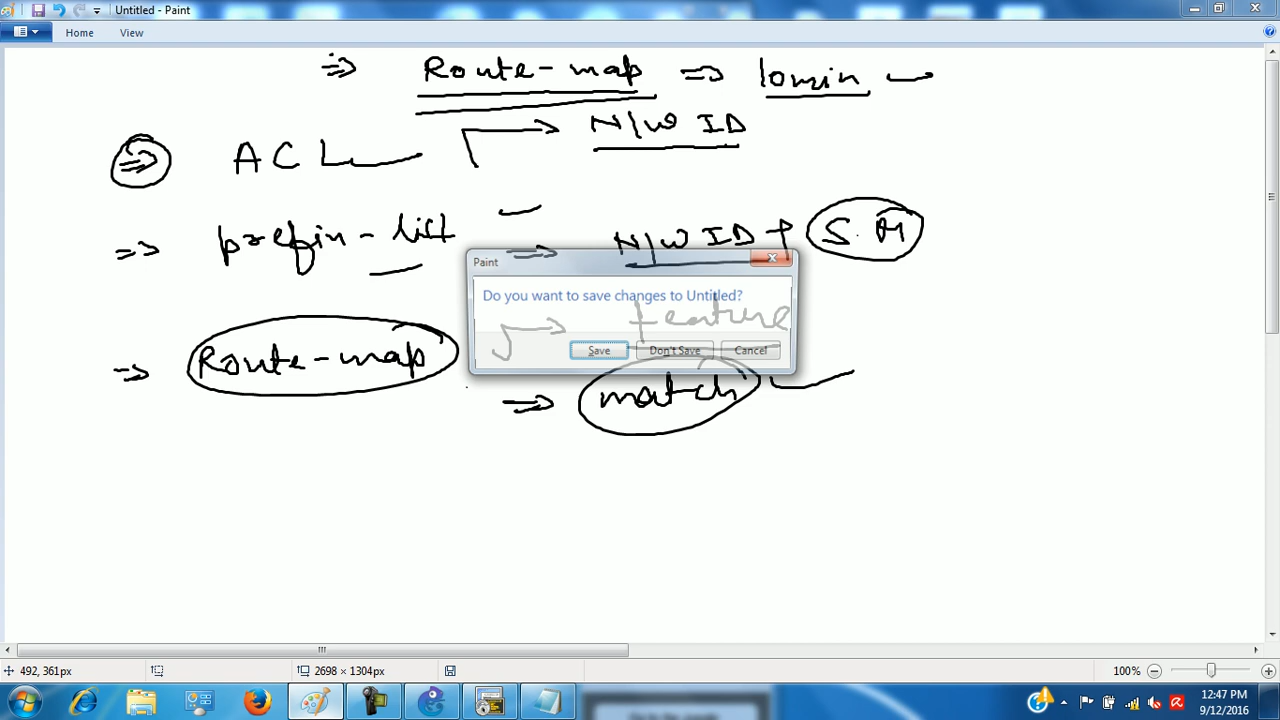 Untitled - Paint
Home View
⇒ Route-map ⇒ 10min
N/W ID
⇒ ACL
⇒ prefix-list ⇒ N/W ID + S.M
Paint
Do you want to save changes to Untitled?
feature
Save Don't Save Cancel
⇒ Route-map
⇒ match
492, 361px 2698 × 1304px 100%
12:47 PM
9/12/2016